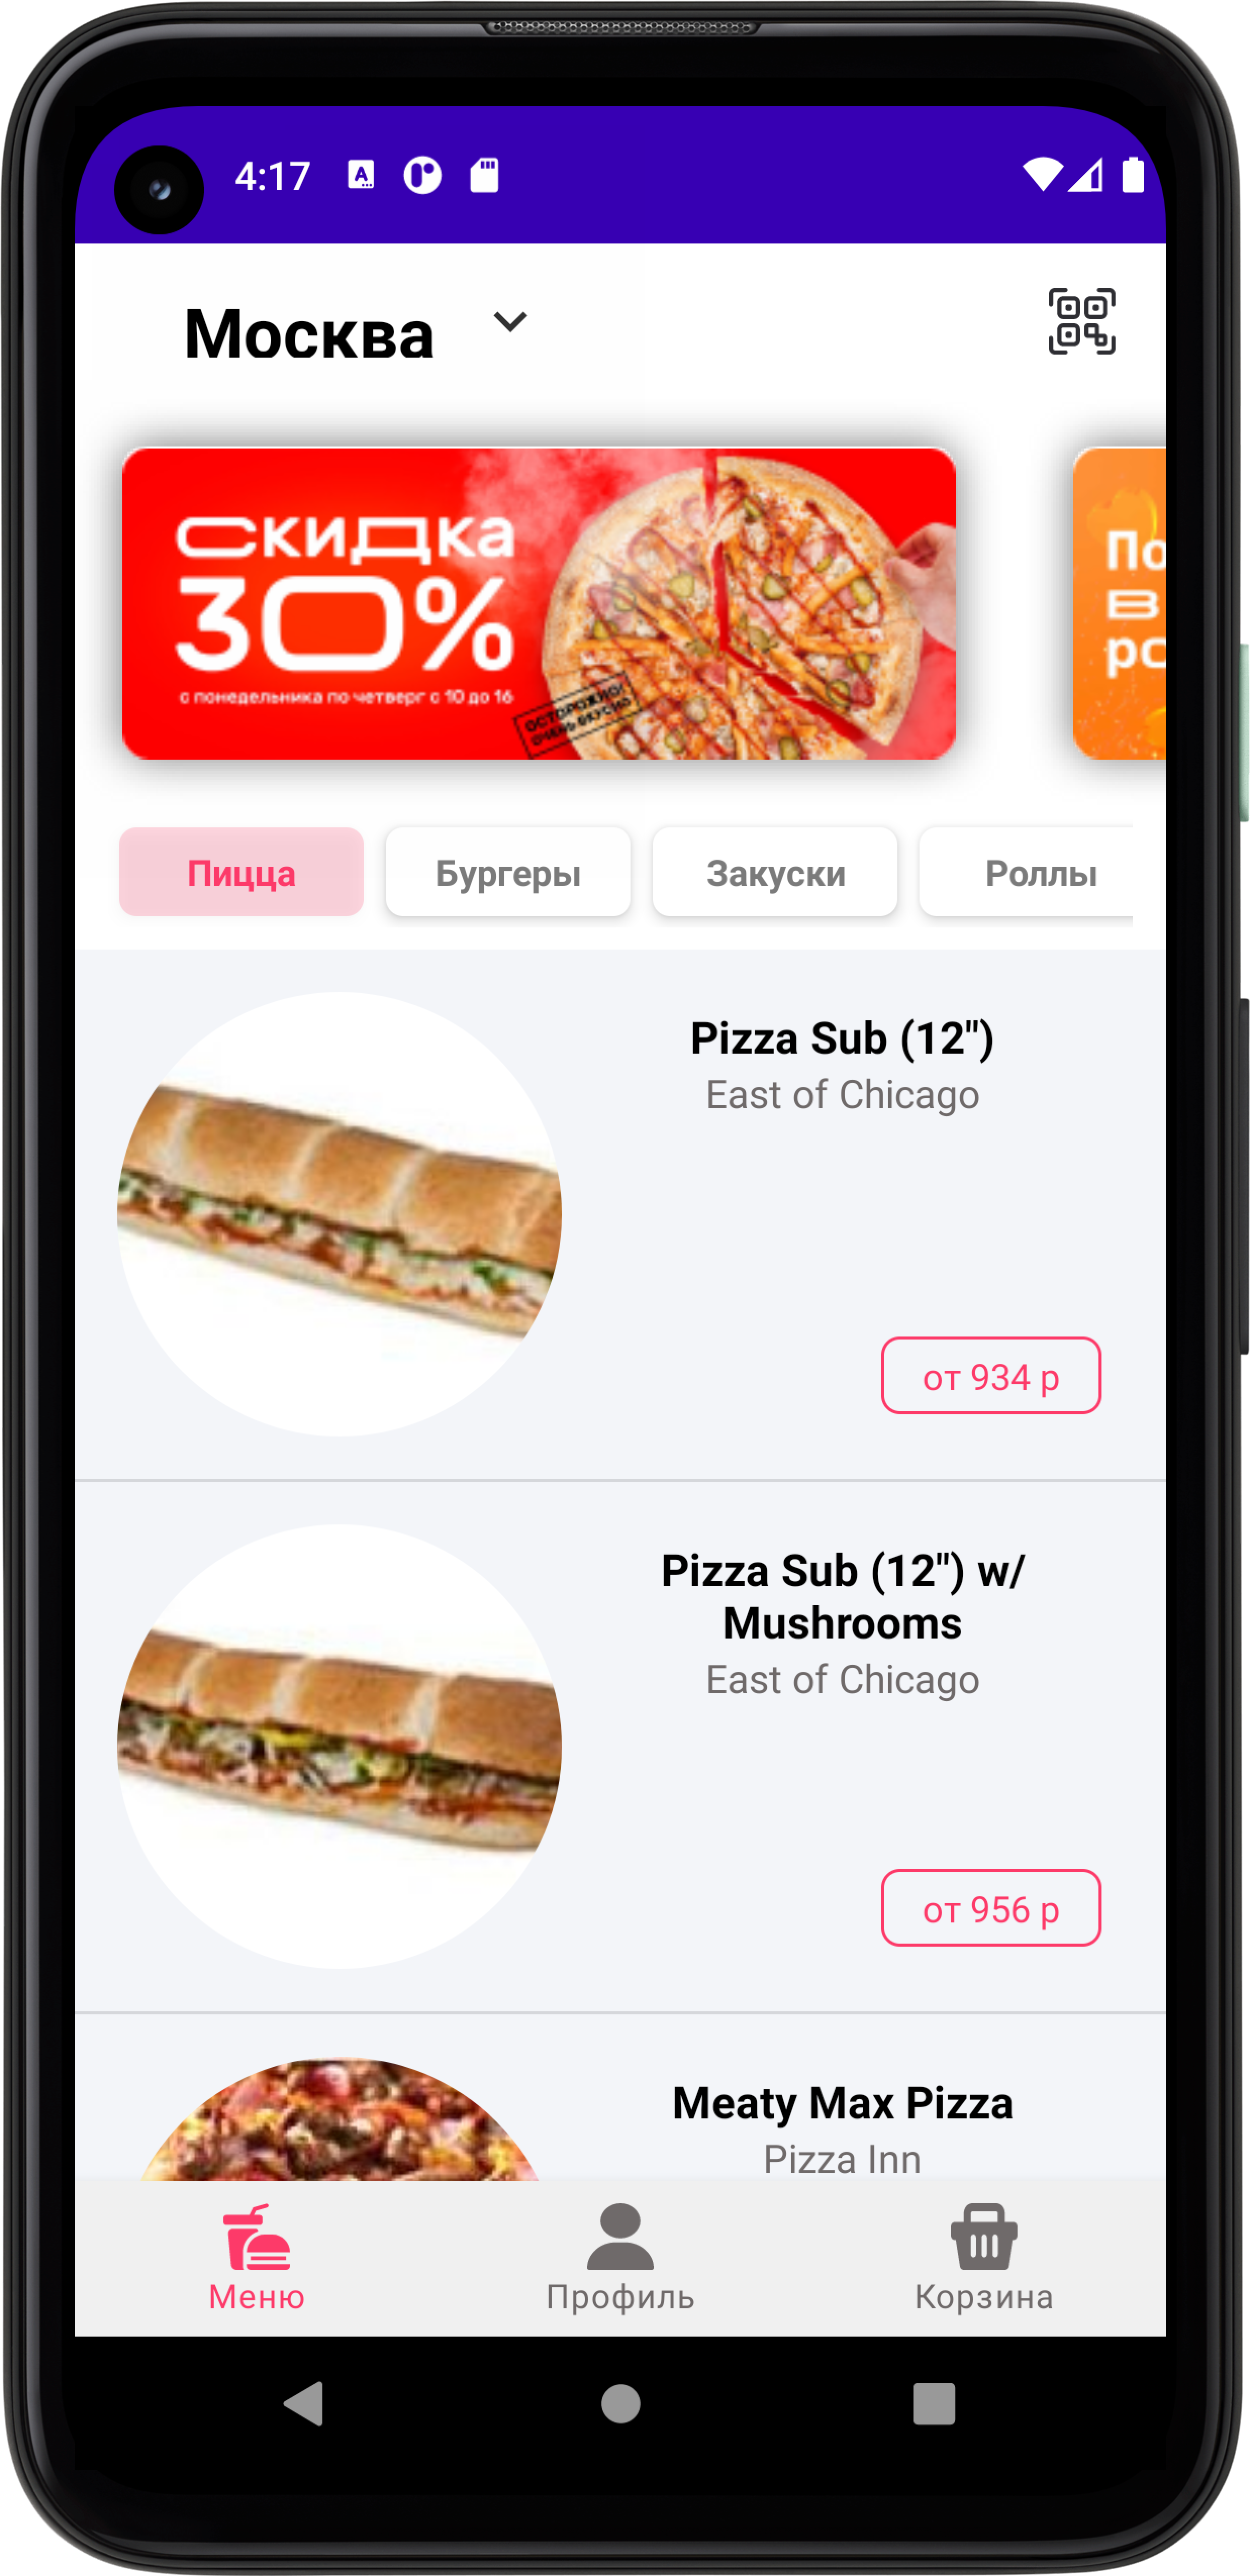 4:17
Москва
скидка
30%
с понедельника по четверг с 10 до 16
ОСТОРОЖНО!
ОЧЕНЬ ВКУСНО
По
в
ро
Пицца
Бургеры
Закуски
Роллы
Pizza Sub (12")
East of Chicago
от 934 р
Pizza Sub (12") w/
Mushrooms
East of Chicago
от 956 р
Meaty Max Pizza
Pizza Inn
Меню
Профиль
Корзина